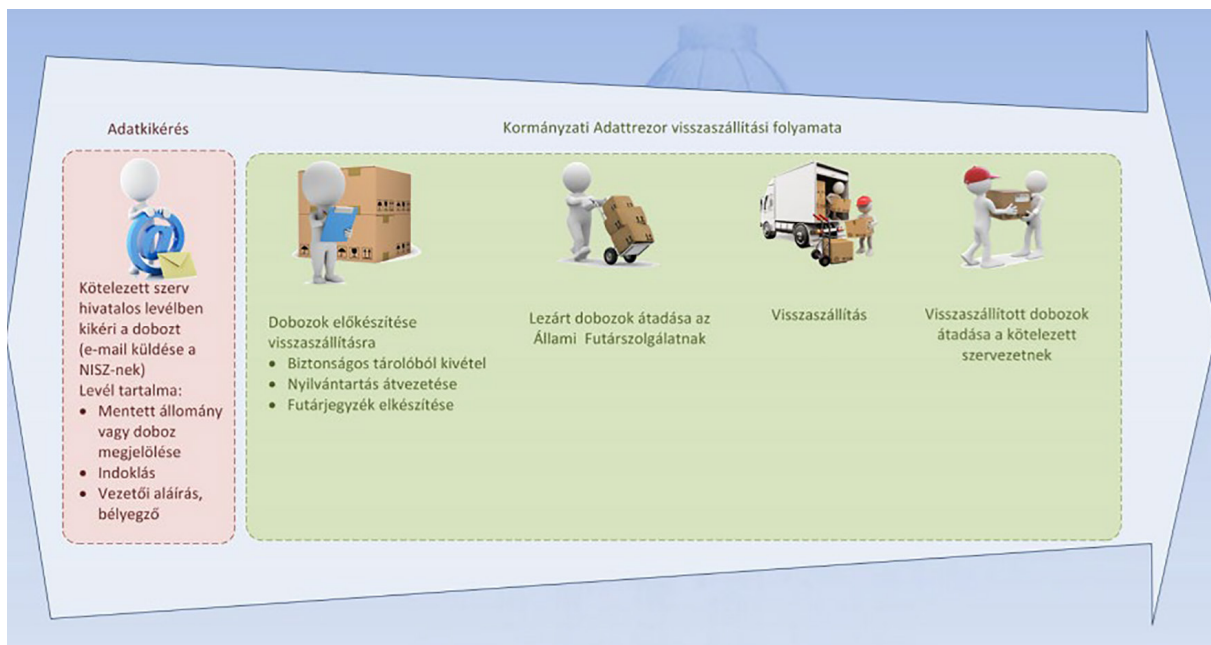 Adatkikérés
Kormányzati Adattrezor visszaszállítási folyamata
Kötelezett szerv
hivatalos levélben
kikéri a dobozt
(e-mail küldése a
NISZ-nek)
Levél tartalma:
• Mentett állomány
vagy doboz
megjelölése
• Indoklás
• Vezetői aláírás,
bélyegző
Dobozok előkészítése
visszaszállításra
• Biztonságos tárolóból kivétel
• Nyilvántartás átvezetése
• Futárjegyzék elkészítése
Lezárt dobozok átadása az
Állami Futárszolgálatnak
Visszaszállítás
Visszaszállított dobozok
átadása a kötelezett
szervezetnek